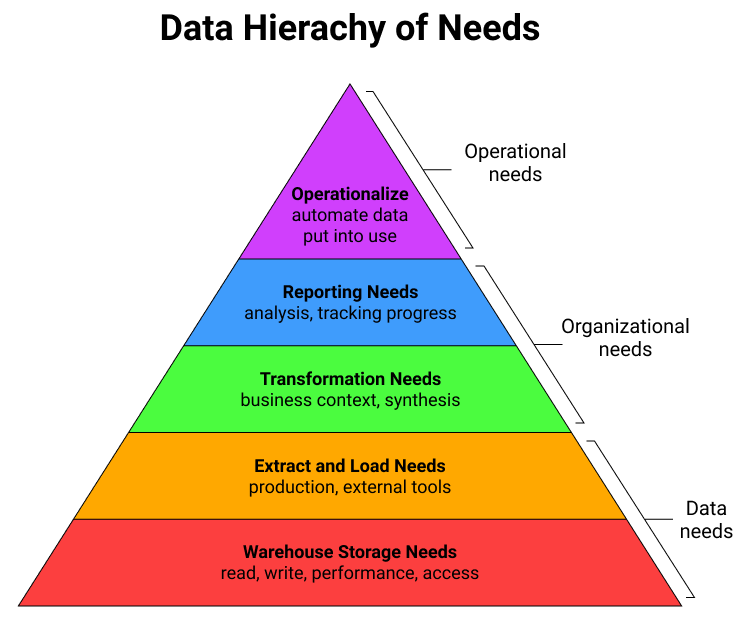 Data Hierachy of Needs
Operational
needs
Operationalize
automate data
put into use
Reporting Needs
analysis, tracking progress
Organizational
needs
Transformation Needs
business context, synthesis
Extract and Load Needs
production, external tools
Data
needs
Warehouse Storage Needs
read, write, performance, access